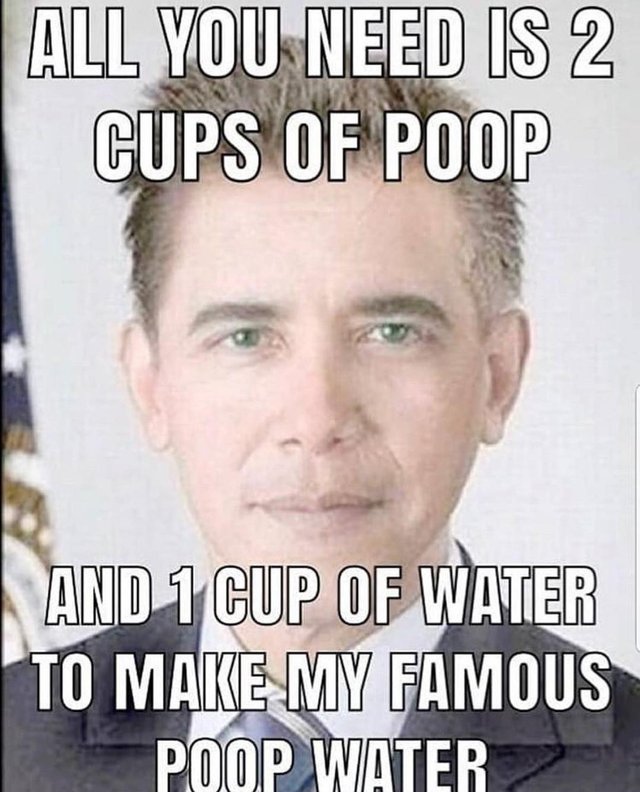 ALL YOU NEED IS 2
CUPS OF POOP
AND 1 CUP OF WATER
TO MAKE MY FAMOUS
POOP WATER